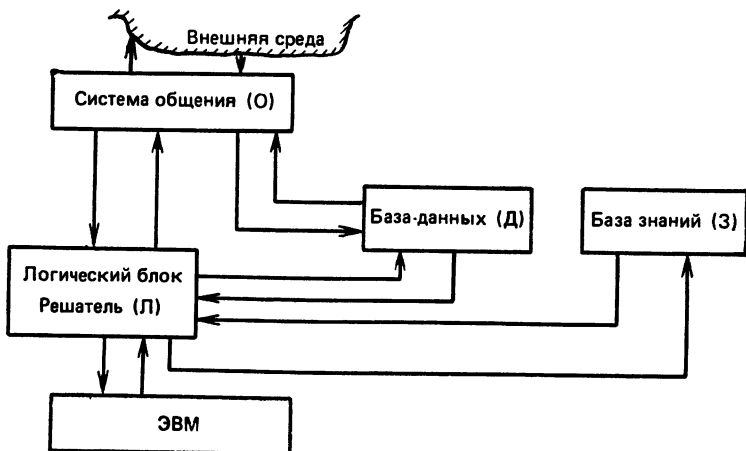 Внешняя среда
Система общения (О)
База-данных (Д)
База знаний (З)
Логический блок
Решатель (Л)
ЭВМ